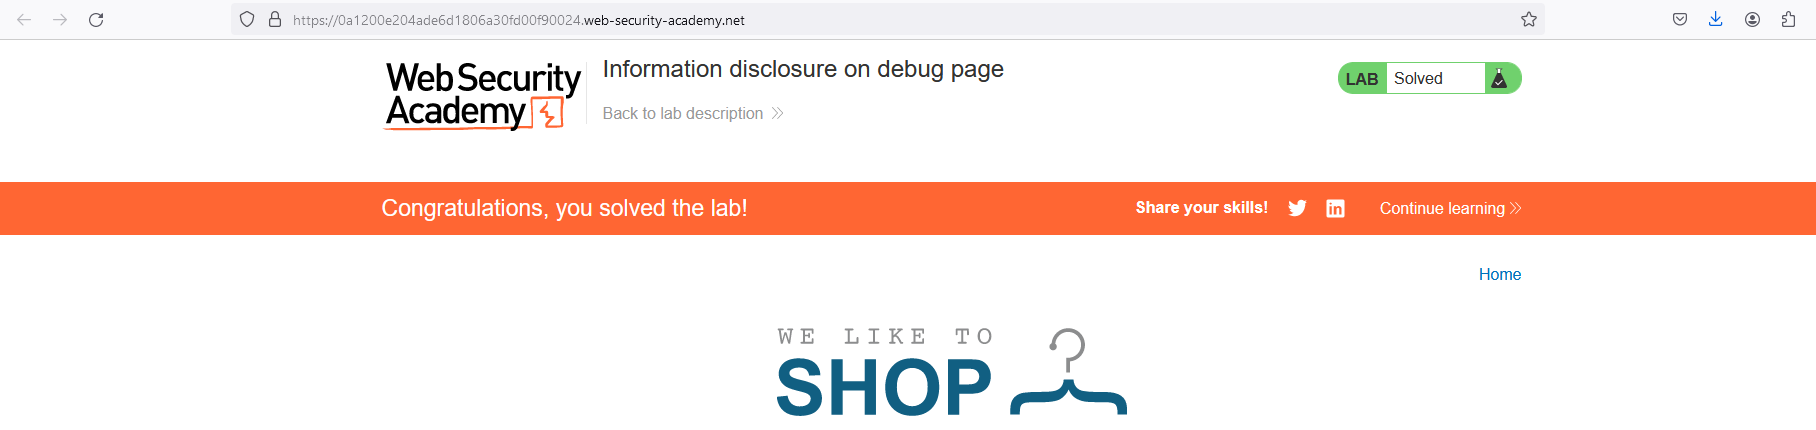 https://0a1200e204ade6d1806a30fd00f90024.web-security-academy.net
Web Security
Academy
Information disclosure on debug page
Back to lab description
LAB Solved
Congratulations, you solved the lab!
Share your skills!
Continue learning
Home
WE LIKE TO
SHOP